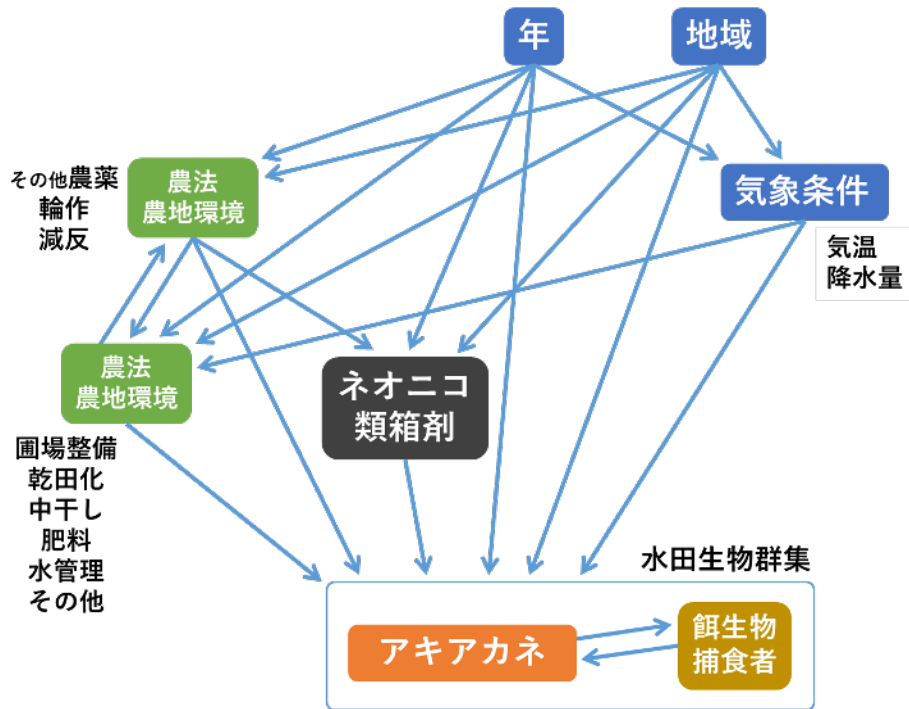 年
地域
その他農薬
輪作
減反
農法
農地環境
気象条件
気温
降水量
農法
農地環境
ネオニコ
類箱剤
圃場整備
乾田化
中干し
肥料
水管理
その他
水田生物群集
アキアカネ
餌生物
捕食者